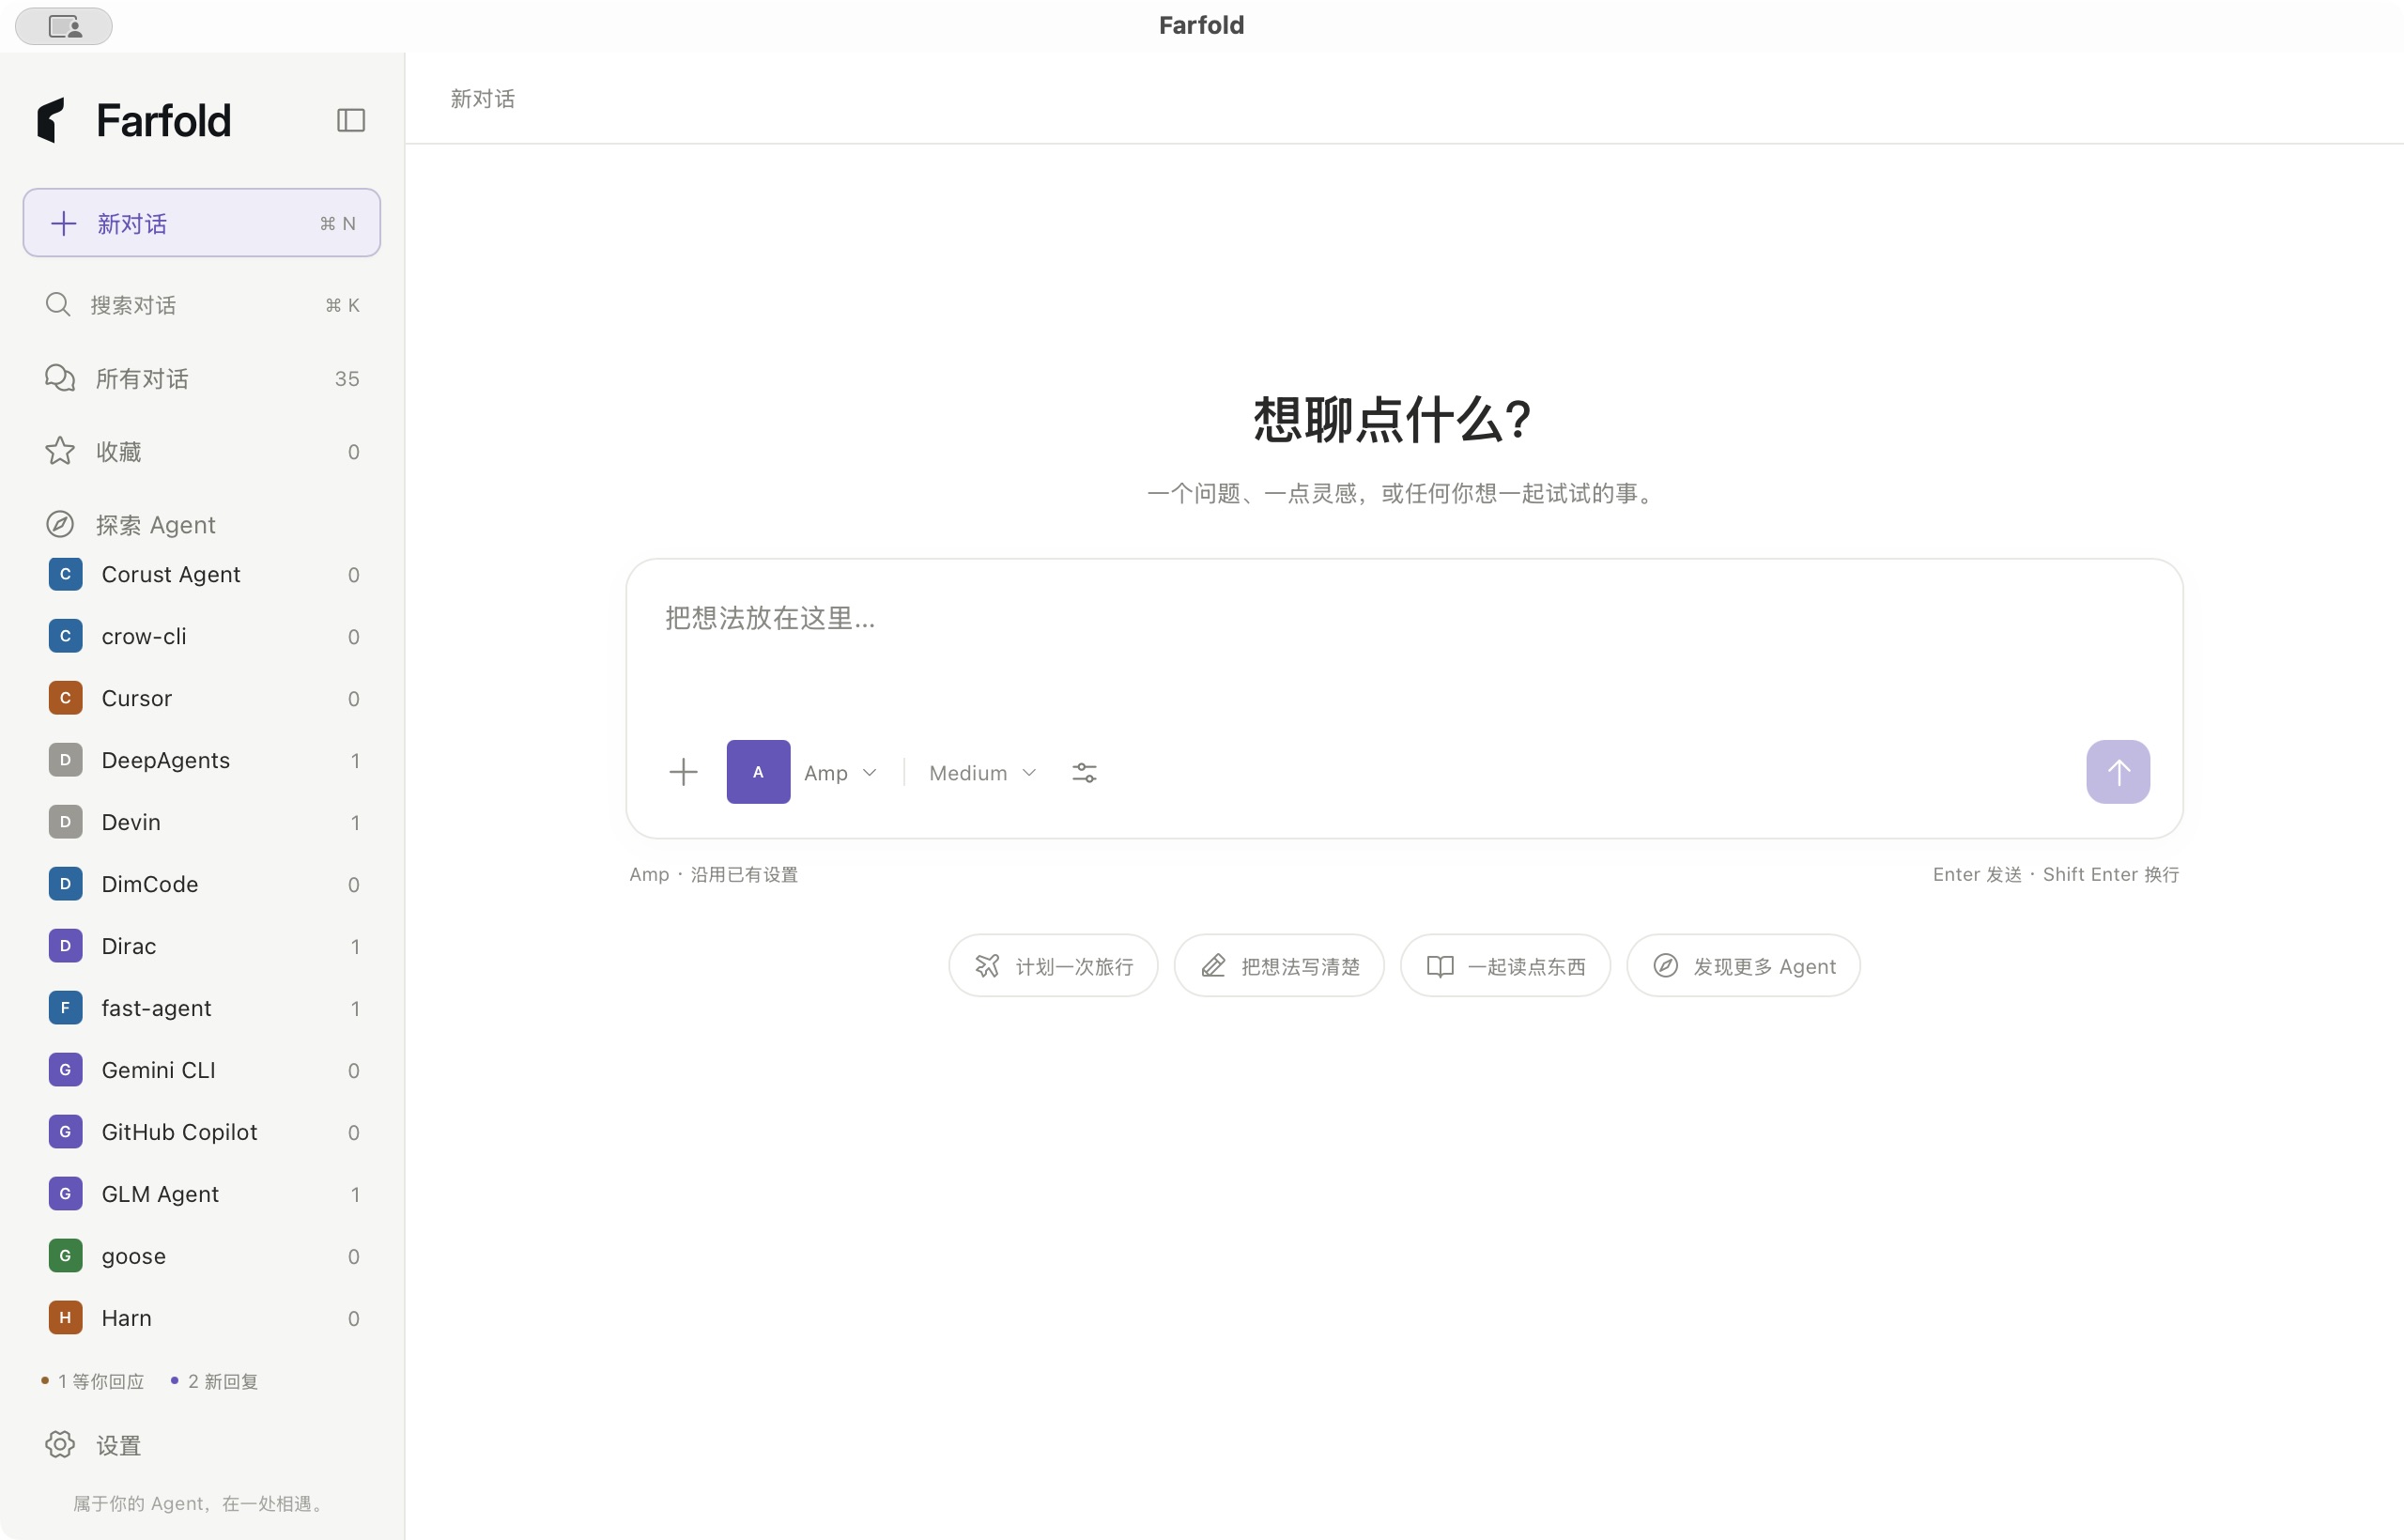 Farfold
Farfold
新对话 ⌘ N
搜索对话 ⌘ K
所有对话 35
收藏 0
探索 Agent
C Corust Agent 0
C crow-cli 0
C Cursor 0
D DeepAgents 1
D Devin 1
D DimCode 0
D Dirac 1
F fast-agent 1
G Gemini CLI 0
G GitHub Copilot 0
G GLM Agent 1
G goose 0
H Harn 0
1 等你回应 2 新回复
设置
属于你的 Agent，在一处相遇。
新对话
想聊点什么？
一个问题、一点灵感，或任何你想一起试试的事。
把想法放在这里...
A Amp Medium
Amp · 沿用已有设置 Enter 发送 · Shift Enter 换行
计划一次旅行 把想法写清楚 一起读点东西 发现更多 Agent